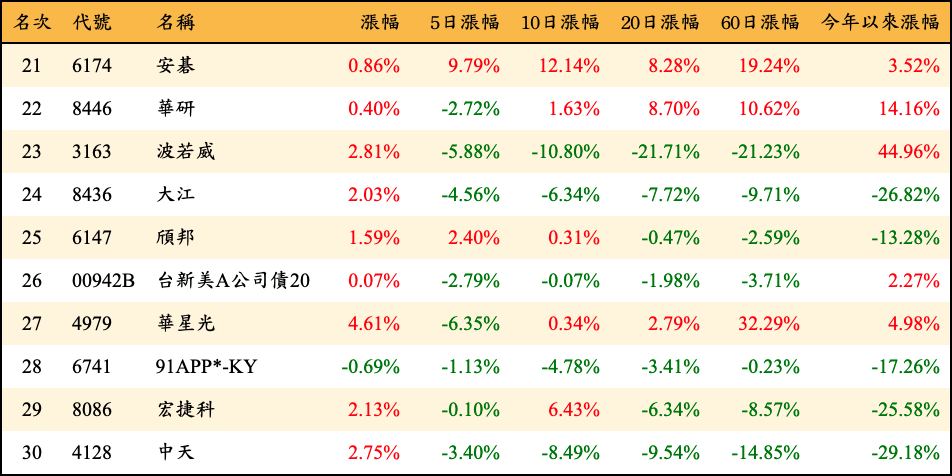 名次 代號 名稱 漲幅 5日漲幅 10日漲幅 20日漲幅 60日漲幅 今年以來漲幅
21 6174 安碁 0.86% 9.79% 12.14% 8.28% 19.24% 3.52%
22 8446 華研 0.40% -2.72% 1.63% 8.70% 10.62% 14.16%
23 3163 波若威 2.81% -5.88% -10.80% -21.71% -21.23% 44.96%
24 8436 大江 2.03% -4.56% -6.34% -7.72% -9.71% -26.82%
25 6147 頎邦 1.59% 2.40% 0.31% -0.47% -2.59% -13.28%
26 00942B 台新美A公司債20 0.07% -2.79% -0.07% -1.98% -3.71% 2.27%
27 4979 華星光 4.61% -6.35% 0.34% 2.79% 32.29% 4.98%
28 6741 91APP*-KY -0.69% -1.13% -4.78% -3.41% -0.23% -17.26%
29 8086 宏捷科 2.13% -0.10% 6.43% -6.34% -8.57% -25.58%
30 4128 中天 2.75% -3.40% -8.49% -9.54% -14.85% -29.18%